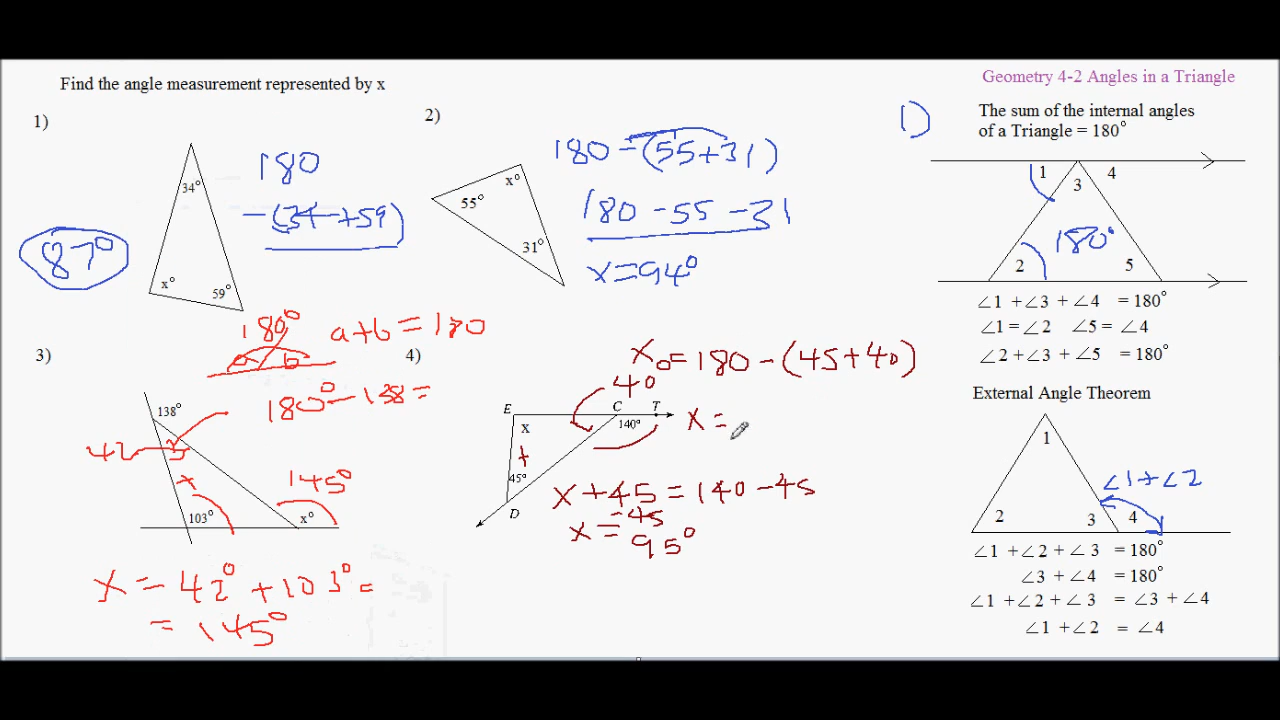 Find the angle measurement represented by x
1)
34°
x°
59°
180
-(34+59)
87°
2)
55°
x°
31°
180-(55+31)
180-55-31
x=94°
3)
180°
a b
a+b=180
180°-138=
138°
42
x
103°
145°
x°
x=42°+103°=
=145°
4)
x°=180-(45+40)
40
E C T
x
140°
x=
45°
D
x+45=140-45
-45
x=95°
Geometry 4-2 Angles in a Triangle
The sum of the internal angles
of a Triangle = 180°
1 3 4
180°
2 5
∠1 +∠3 +∠4 = 180°
∠1 = ∠2 ∠5 = ∠4
∠2 +∠3 +∠5 = 180°
External Angle Theorem
1
∠1+∠2
2 3 4
∠1 +∠2 +∠3 = 180°
∠3 +∠4 = 180°
∠1 +∠2 +∠3 = ∠3 +∠4
∠1 +∠2 = ∠4